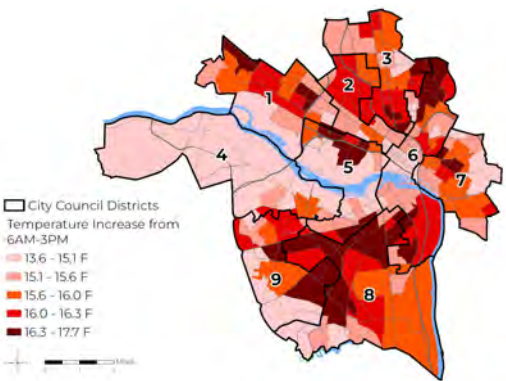 3
2
1
6
4
5
7
City Council Districts
Temperature Increase from
6AM-3PM
13.6 - 15.1 F
15.1 - 15.6 F
15.6 - 16.0 F
16.0 - 16.3 F
16.3 - 17.7 F
9
8